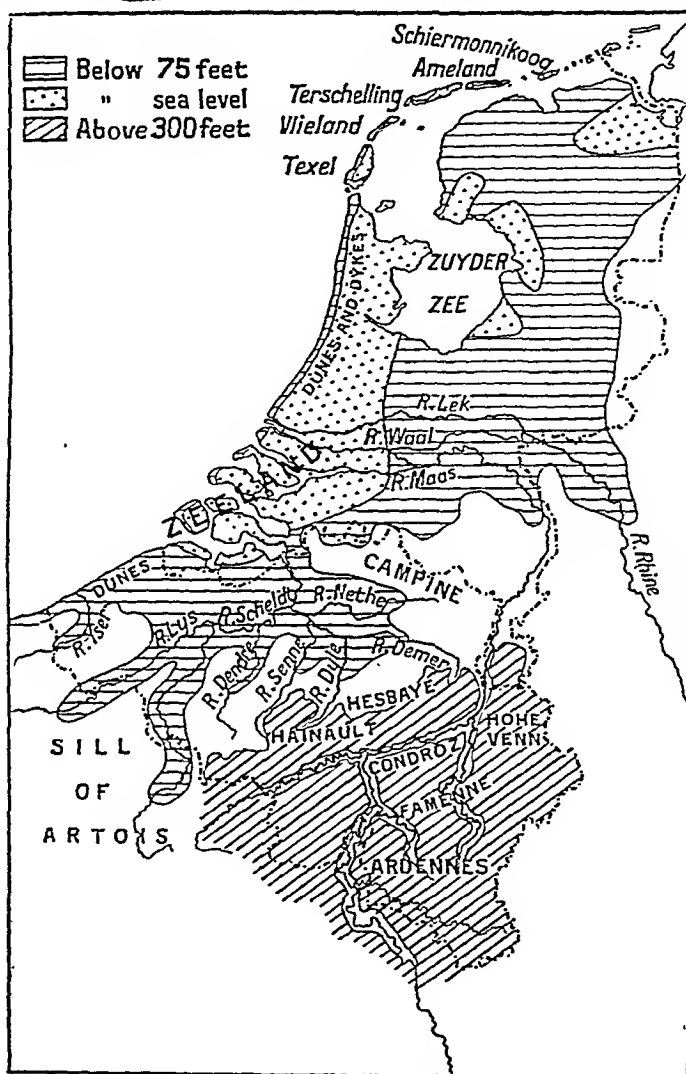 Below 75 feet
" sea level
Above 300 feet
Schiermonnikoog
Ameland
Terschelling
Vlieland
Texel
DUNES AND DYKES
ZUYDER
ZEE
R. Lek
R. Waal
R. Maas
ZEELAND
R. Rhine
CAMPINE
DUNES
R. Yser
R. Lys
R. Scheldt
R. Nethe
R. Dendre
R. Senne
R. Dyle
R. Demer
HESBAYE
HAINAULT
HOHE
VENN
CONDROZ
FAMENNE
ARDENNES
SILL
OF
ARTOIS